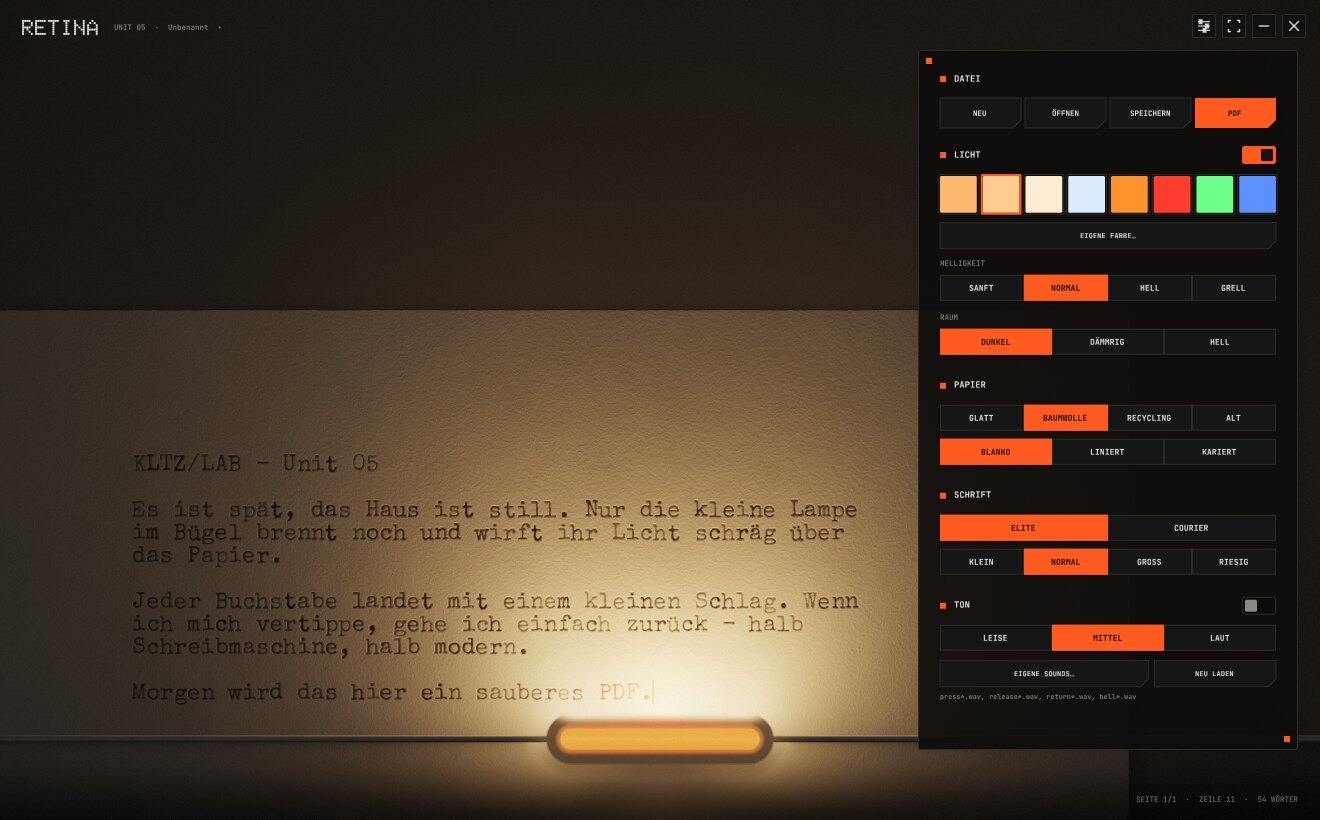 RETINA UNIT 05 · Unbenannt ·
DATEI
NEU ÖFFNEN SPEICHERN PDF
LICHT
EIGENE FARBE…
HELLIGKEIT
SANFT NORMAL HELL GRELL
RAUM
DUNKEL DÄMMRIG HELL
PAPIER
GLATT BAUMWOLLE RECYCLING ALT
BLANKO LINIERT KARIERT
SCHRIFT
ELITE COURIER
KLEIN NORMAL GROSS RIESIG
TON
LEISE MITTEL LAUT
EIGENE SOUNDS… NEU LADEN
press*.wav, release*.wav, return*.wav, bell*.wav
KLTZ/LAB – Unit 05
Es ist spät, das Haus ist still. Nur die kleine Lampe
im Bügel brennt noch und wirft ihr Licht schräg über
das Papier.
Jeder Buchstabe landet mit einem kleinen Schlag. Wenn
ich mich vertippe, gehe ich einfach zurück – halb
Schreibmaschine, halb modern.
Morgen wird das hier ein sauberes PDF.
SEITE 1/1 · ZEILE 11 · 54 WÖRTER